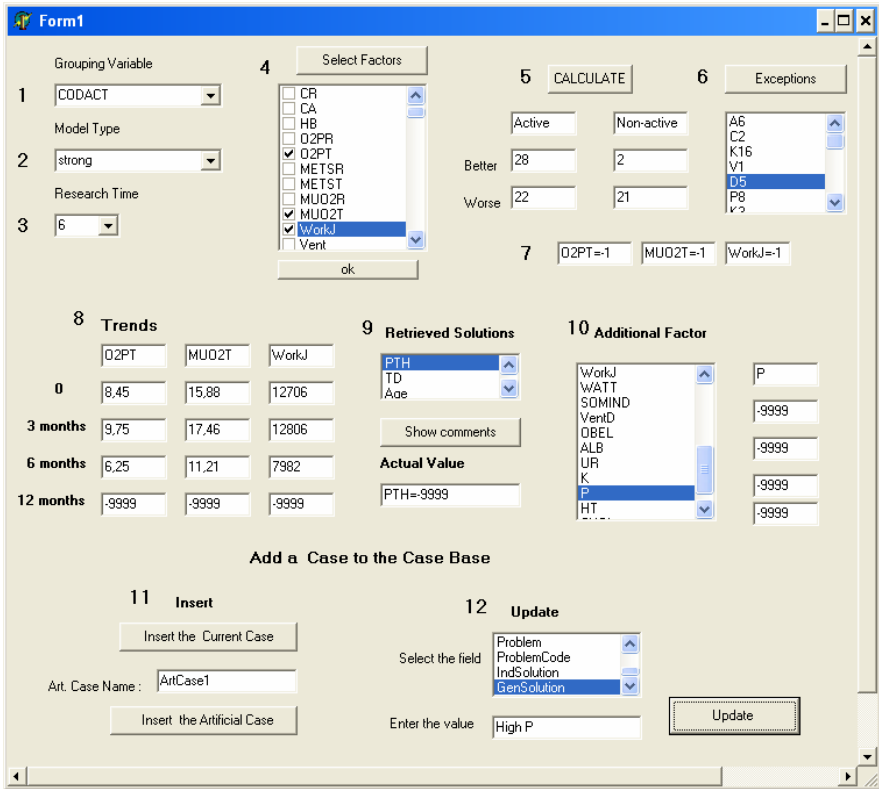 Form1
Grouping Variable
1 CODACT
Model Type
2 strong
Research Time
3 6
4 Select Factors
CR
CA
HB
O2PR
O2PT
METSR
METST
MUO2R
MUO2T
WorkJ
Vent
ok
5 CALCULATE
Active Non-active
Better 28 2
Worse 22 21
6 Exceptions
A6
C2
K16
V1
D5
P8
K3
7 O2PT=-1 MUO2T=-1 WorkJ=-1
8 Trends
O2PT MUO2T WorkJ
0 8,45 15,88 12706
3 months 9,75 17,46 12806
6 months 6,25 11,21 7982
12 months -9999 -9999 -9999
9 Retrieved Solutions
PTH
TD
Age
Show comments
Actual Value
PTH=-9999
10 Additional Factor
WorkJ
WATT
SOMIND
VentD
OBEL
ALB
UR
K
P
HT
P
-9999
-9999
-9999
-9999
Add a Case to the Case Base
11 Insert
Insert the Current Case
Art. Case Name : ArtCase1
Insert the Artificial Case
12 Update
Select the field
Problem
ProblemCode
IndSolution
GenSolution
Enter the value High P
Update